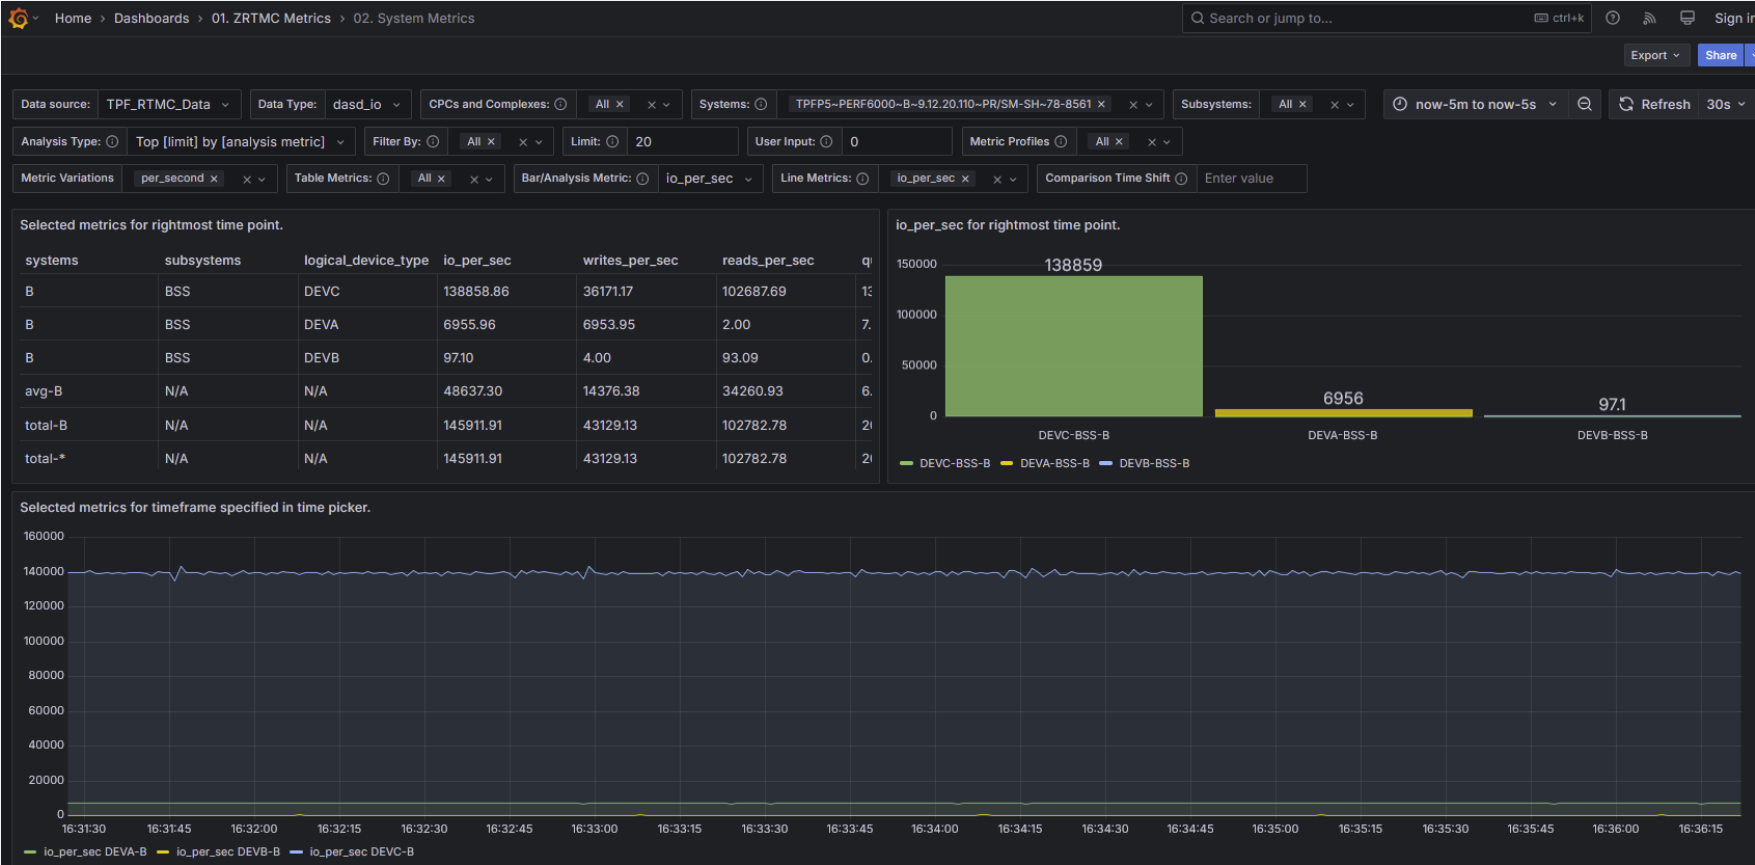 Home › Dashboards › 01. ZRTMC Metrics › 02. System Metrics
Search or jump to... ctrl+k Sign in
Export Share
Data source: TPF_RTMC_Data Data Type: dasd_io CPCs and Complexes: All Systems: TPFP5~PERF6000~B~9.12.20.110~PR/SM-SH~78-8561 Subsystems: All now-5m to now-5s Refresh 30s
Analysis Type: Top [limit] by [analysis metric] Filter By: All Limit: 20 User Input: 0 Metric Profiles All
Metric Variations per_second Table Metrics: All Bar/Analysis Metric: io_per_sec Line Metrics: io_per_sec Comparison Time Shift Enter value
Selected metrics for rightmost time point.
systems subsystems logical_device_type io_per_sec writes_per_sec reads_per_sec
B BSS DEVC 138858.86 36171.17 102687.69
B BSS DEVA 6955.96 6953.95 2.00 7.
B BSS DEVB 97.10 4.00 93.09 0.
avg-B N/A N/A 48637.30 14376.38 34260.93 6.
total-B N/A N/A 145911.91 43129.13 102782.78
total-* N/A N/A 145911.91 43129.13 102782.78
io_per_sec for rightmost time point.
150000
100000
50000
0
138859
6956
97.1
DEVC-BSS-B DEVA-BSS-B DEVB-BSS-B
DEVC-BSS-B DEVA-BSS-B DEVB-BSS-B
Selected metrics for timeframe specified in time picker.
160000
140000
120000
100000
80000
60000
40000
20000
0
16:31:30 16:31:45 16:32:00 16:32:15 16:32:30 16:32:45 16:33:00 16:33:15 16:33:30 16:33:45 16:34:00 16:34:15 16:34:30 16:34:45 16:35:00 16:35:15 16:35:30 16:35:45 16:36:00 16:36:15
io_per_sec DEVA-B io_per_sec DEVB-B io_per_sec DEVC-B